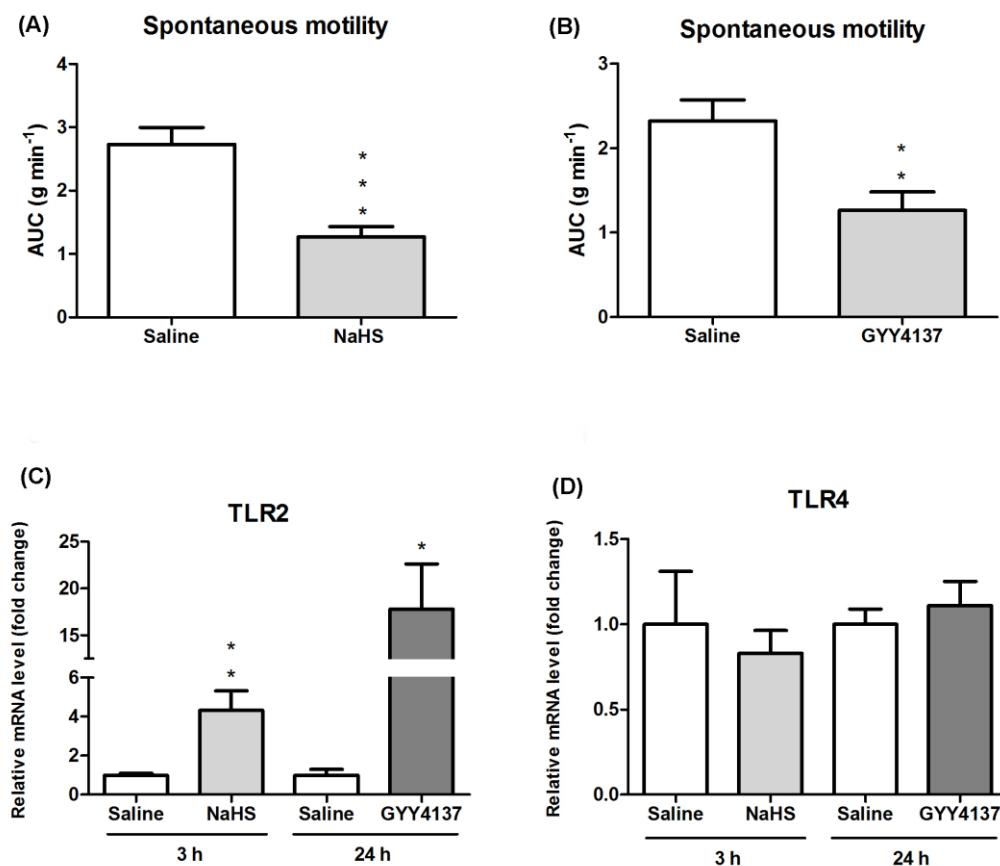 (A) Spontaneous motility
AUC (g min⁻¹)
4
3
2
1
0
***
Saline NaHS
(B) Spontaneous motility
AUC (g min⁻¹)
3
2
1
0
**
Saline GYY4137
(C) TLR2
Relative mRNA level (fold change)
25
20
15
6
4
2
0
**
*
Saline NaHS Saline GYY4137
3 h 24 h
(D) TLR4
Relative mRNA level (fold change)
1.5
1.0
0.5
0.0
Saline NaHS Saline GYY4137
3 h 24 h